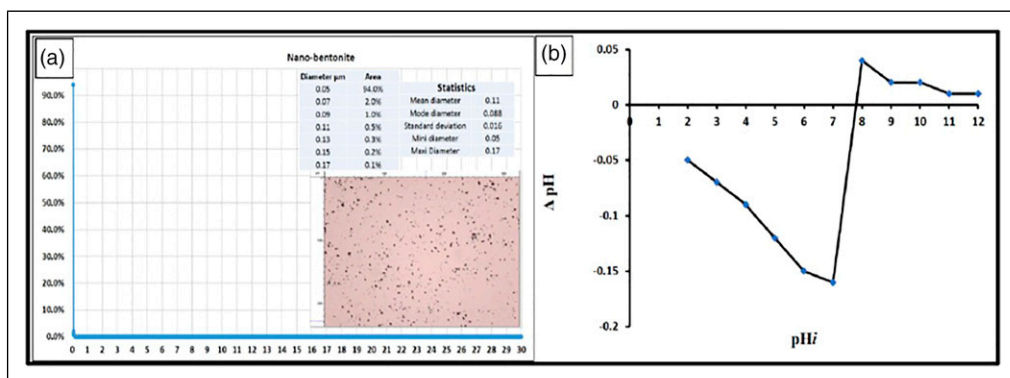 (a)
Nano-bentonite
Diameter µm Area
0.05 94.0%
0.07 2.0%
0.09 1.0%
0.11 0.5%
0.13 0.3%
0.15 0.2%
0.17 0.1%
Statistics
Mean diameter 0.11
Mode diameter 0.088
Standard deviation 0.016
Mini diameter 0.05
Maxi Diameter 0.17
90.0%
80.0%
70.0%
60.0%
50.0%
40.0%
30.0%
20.0%
10.0%
0.0%
0 1 2 3 4 5 6 7 8 9 10 11 12 13 14 15 16 17 18 19 20 21 22 23 24 25 26 27 28 29 30
(b)
0.05
0
-0.05
-0.15
-0.2
-0.1
0 1 2 3 4 5 6 7 8 9 10 11 12
Δ pH
pHi